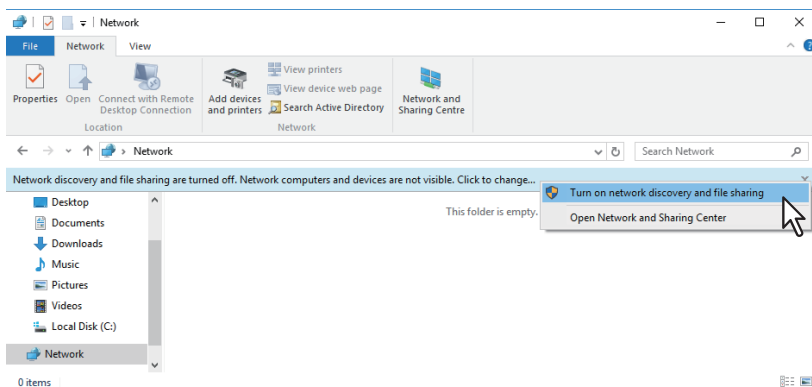 Network
File Network View
Properties
Open
Connect with Remote
Desktop Connection
Location
Add devices
and printers
View printers
View device web page
Search Active Directory
Network
Network and
Sharing Centre
Network
Search Network
Network discovery and file sharing are turned off. Network computers and devices are not visible. Click to change...
Turn on network discovery and file sharing
Open Network and Sharing Center
This folder is empty.
Desktop
Documents
Downloads
Music
Pictures
Videos
Local Disk (C:)
Network
0 items